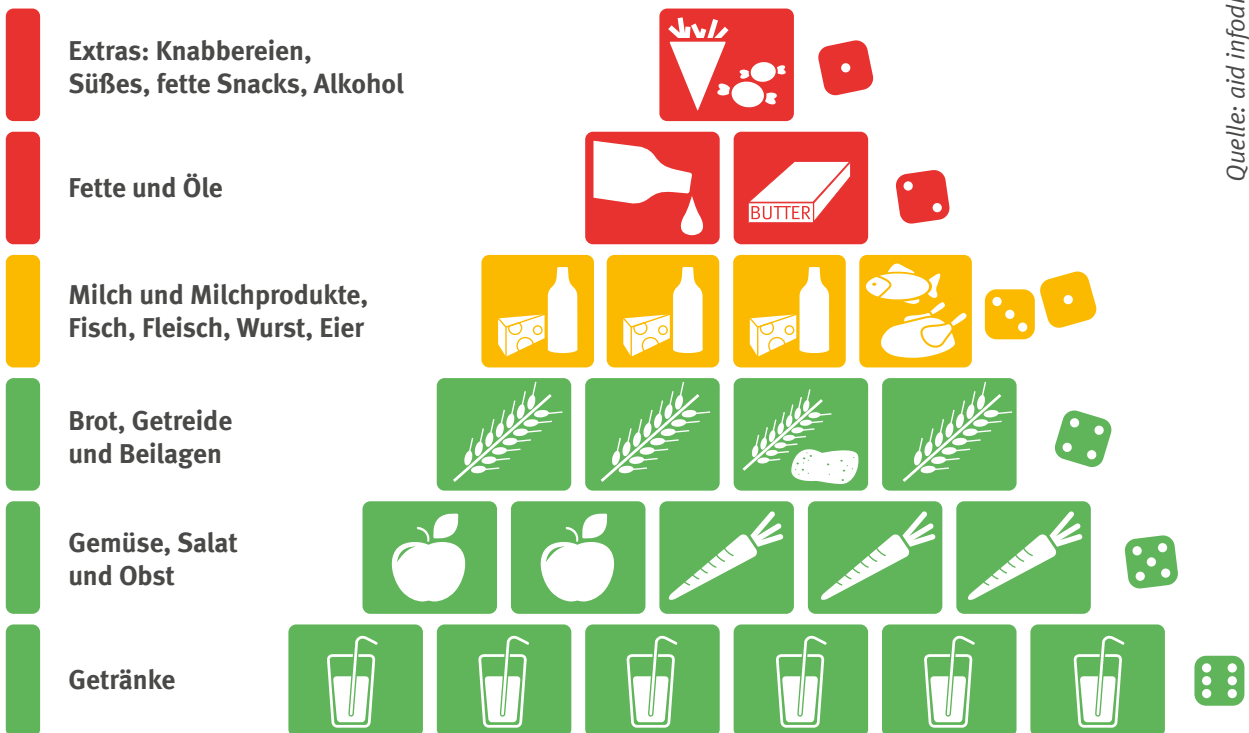 Extras: Knabbereien,
Süßes, fette Snacks, Alkohol
Fette und Öle
BUTTER
Milch und Milchprodukte,
Fisch, Fleisch, Wurst, Eier
Brot, Getreide
und Beilagen
Gemüse, Salat
und Obst
Getränke
Quelle: aid